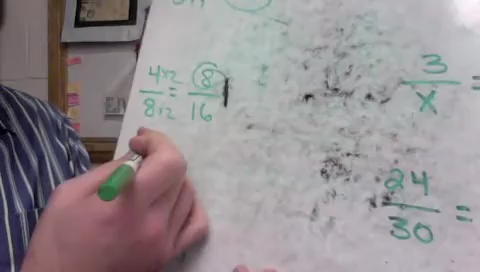 4x2 = 8
8x2 16
3
x =
24
30 =